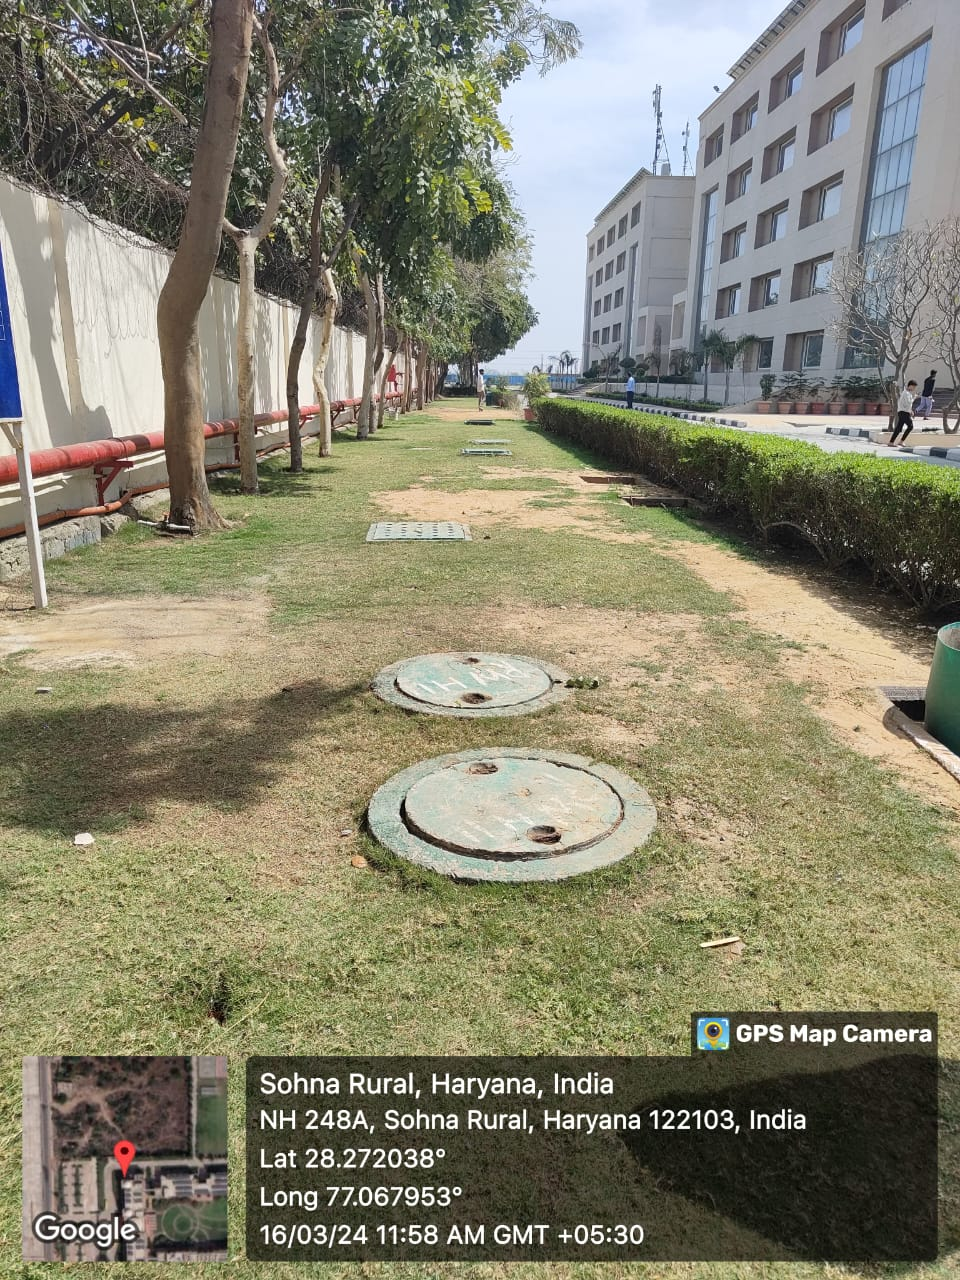 GPS Map Camera
Sohna Rural, Haryana, India
NH 248A, Sohna Rural, Haryana 122103, India
Lat 28.272038°
Long 77.067953°
16/03/24 11:58 AM GMT +05:30
Google